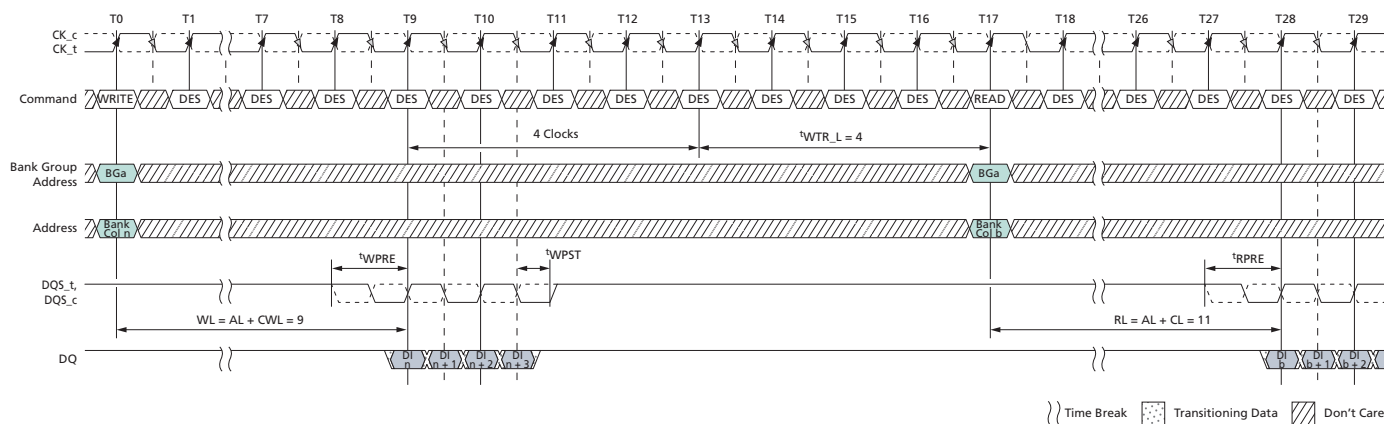 T0 T1 T7 T8 T9 T10 T11 T12 T13 T14 T15 T16 T17 T18 T26 T27 T28 T29
CK_c
CK_t
Command WRITE DES DES DES DES DES DES DES DES DES DES DES READ DES DES DES DES DES
4 Clocks tWTR_L = 4
Bank Group
Address BGa BGa
Address Bank Col n Bank Col b
tWPRE tWPST tRPRE
DQS_t,
DQS_c
WL = AL + CWL = 9 RL = AL + CL = 11
DQ DI n DI n + 1 DI n + 2 DI n + 3 DI b DI b + 1 DI b + 2
Time Break Transitioning Data Don't Care